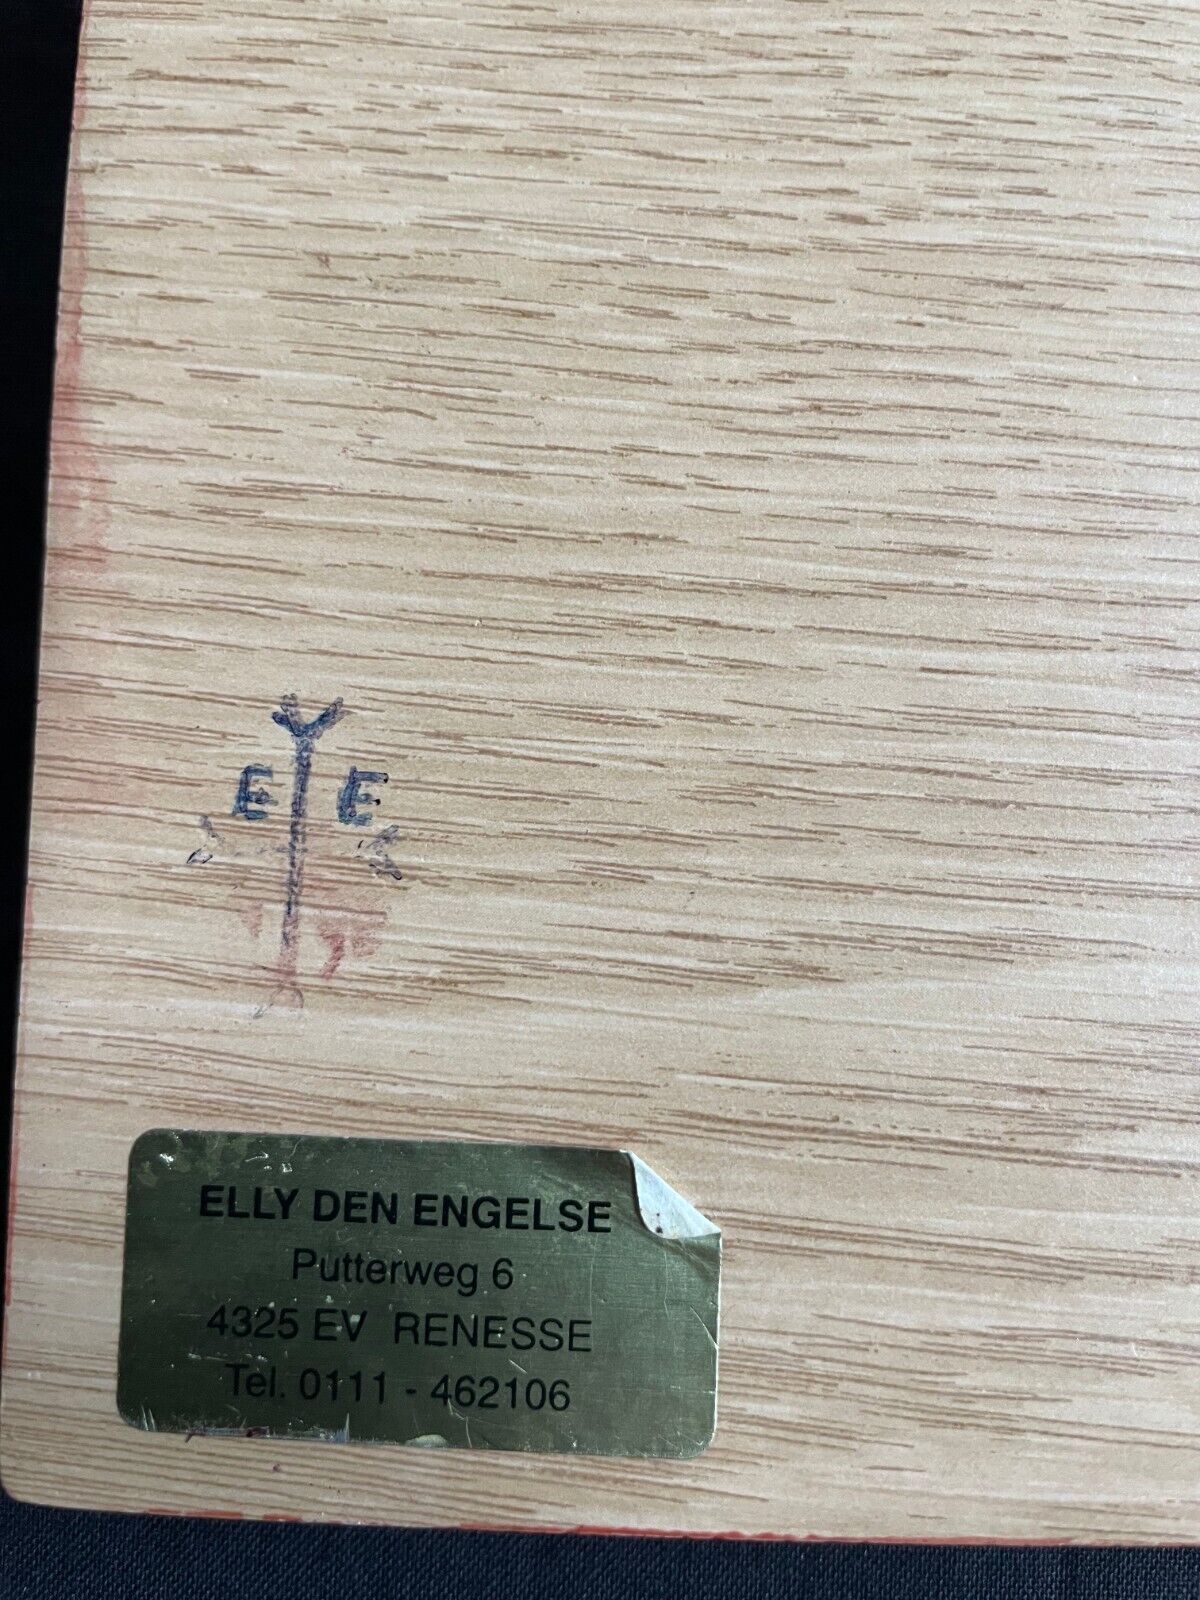 E E
ELLY DEN ENGELSE
Putterweg 6
4325 EV RENESSE
Tel. 0111 - 462106